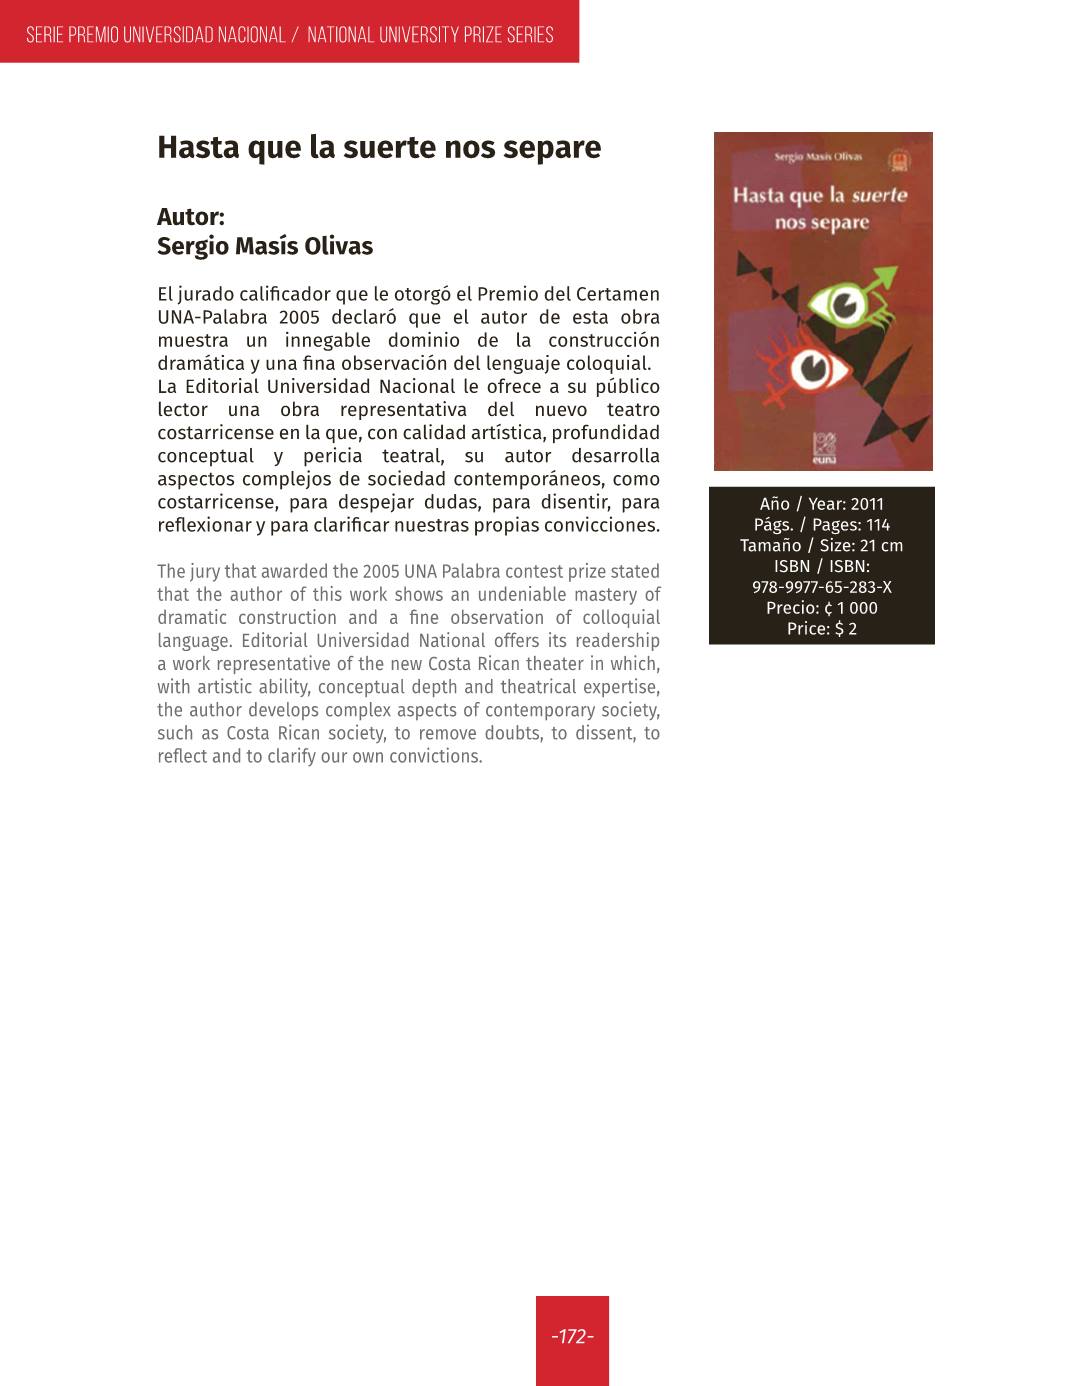 SERIE PREMIO UNIVERSIDAD NACIONAL / NATIONAL UNIVERSITY PRIZE SERIES
Hasta que la suerte nos separe
Autor:
Sergio Masís Olivas
El jurado calificador que le otorgó el Premio del Certamen
UNA-Palabra 2005 declaró que el autor de esta obra
muestra un innegable dominio de la construcción
dramática y una fina observación del lenguaje coloquial.
La Editorial Universidad Nacional le ofrece a su público
lector una obra representativa del nuevo teatro
costarricense en la que, con calidad artística, profundidad
conceptual y pericia teatral, su autor desarrolla
aspectos complejos de sociedad contemporáneos, como
costarricense, para despejar dudas, para disentir, para
reflexionar y para clarificar nuestras propias convicciones.
The jury that awarded the 2005 UNA Palabra contest prize stated
that the author of this work shows an undeniable mastery of
dramatic construction and a fine observation of colloquial
language. Editorial Universidad National offers its readership
a work representative of the new Costa Rican theater in which,
with artistic ability, conceptual depth and theatrical expertise,
the author develops complex aspects of contemporary society,
such as Costa Rican society, to remove doubts, to dissent, to
reflect and to clarify our own convictions.
Sergio Masís Olivas
Hasta que la suerte
nos separe
euna
Año / Year: 2011
Págs. / Pages: 114
Tamaño / Size: 21 cm
ISBN / ISBN:
978-9977-65-283-X
Precio: ¢ 1 000
Price: $ 2
-172-